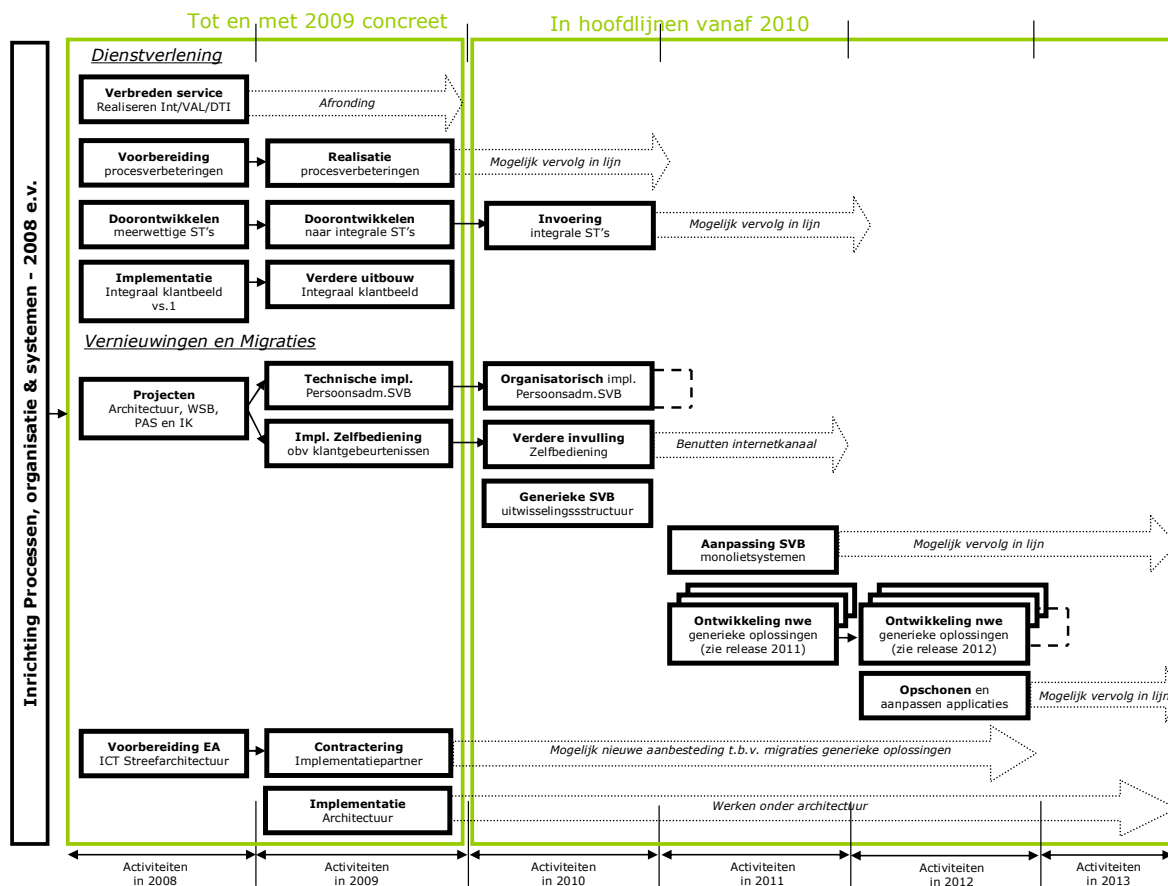 Tot en met 2009 concreet
In hoofdlijnen vanaf 2010
Inrichting Processen, organisatie & systemen - 2008 e.v.
Dienstverlening
Verbreden service
Realiseren Int/VAL/DTI
Afronding
Voorbereiding
procesverbeteringen
Realisatie
procesverbeteringen
Mogelijk vervolg in lijn
Doorontwikkelen
meerwettige ST's
Doorontwikkelen
naar integrale ST's
Invoering
integrale ST's
Mogelijk vervolg in lijn
Implementatie
Integraal klantbeeld
vs.1
Verdere uitbouw
Integraal klantbeeld
Vernieuwingen en Migraties
Projecten
Architectuur, WSB,
PAS en IK
Technische impl.
Persoonsadm.SVB
Organisatorisch impl.
Persoonsadm.SVB
Impl. Zelfbediening
obv klantgebeurtenissen
Verdere invulling
Zelfbediening
Benutten internetkanaal
Generieke SVB
uitwisselingssstructuur
Aanpassing SVB
monolietsystemen
Mogelijk vervolg in lijn
Ontwikkeling nwe
generieke oplossingen
(zie release 2011)
Ontwikkeling nwe
generieke oplossingen
(zie release 2012)
Opschonen en
aanpassen applicaties
Mogelijk vervolg in lijn
Voorbereiding EA
ICT Streefarchitectuur
Contractering
Implementatiepartner
Mogelijk nieuwe aanbesteding t.b.v. migraties generieke oplossingen
Implementatie
Architectuur
Werken onder architectuur
Activiteiten
in 2008
Activiteiten
in 2009
Activiteiten
in 2010
Activiteiten
in 2011
Activiteiten
in 2012
Activiteiten
in 2013